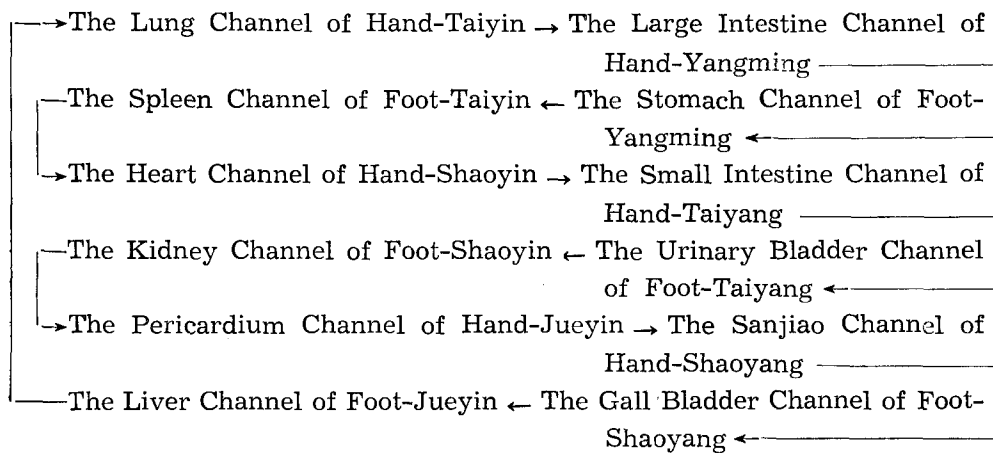 The Lung Channel of Hand-Taiyin → The Large Intestine Channel of
Hand-Yangming
The Spleen Channel of Foot-Taiyin ← The Stomach Channel of Foot-
Yangming ←
The Heart Channel of Hand-Shaoyin → The Small Intestine Channel of
Hand-Taiyang
The Kidney Channel of Foot-Shaoyin ← The Urinary Bladder Channel
of Foot-Taiyang ←
The Pericardium Channel of Hand-Jueyin → The Sanjiao Channel of
Hand-Shaoyang
The Liver Channel of Foot-Jueyin ← The Gall Bladder Channel of Foot-
Shaoyang ←